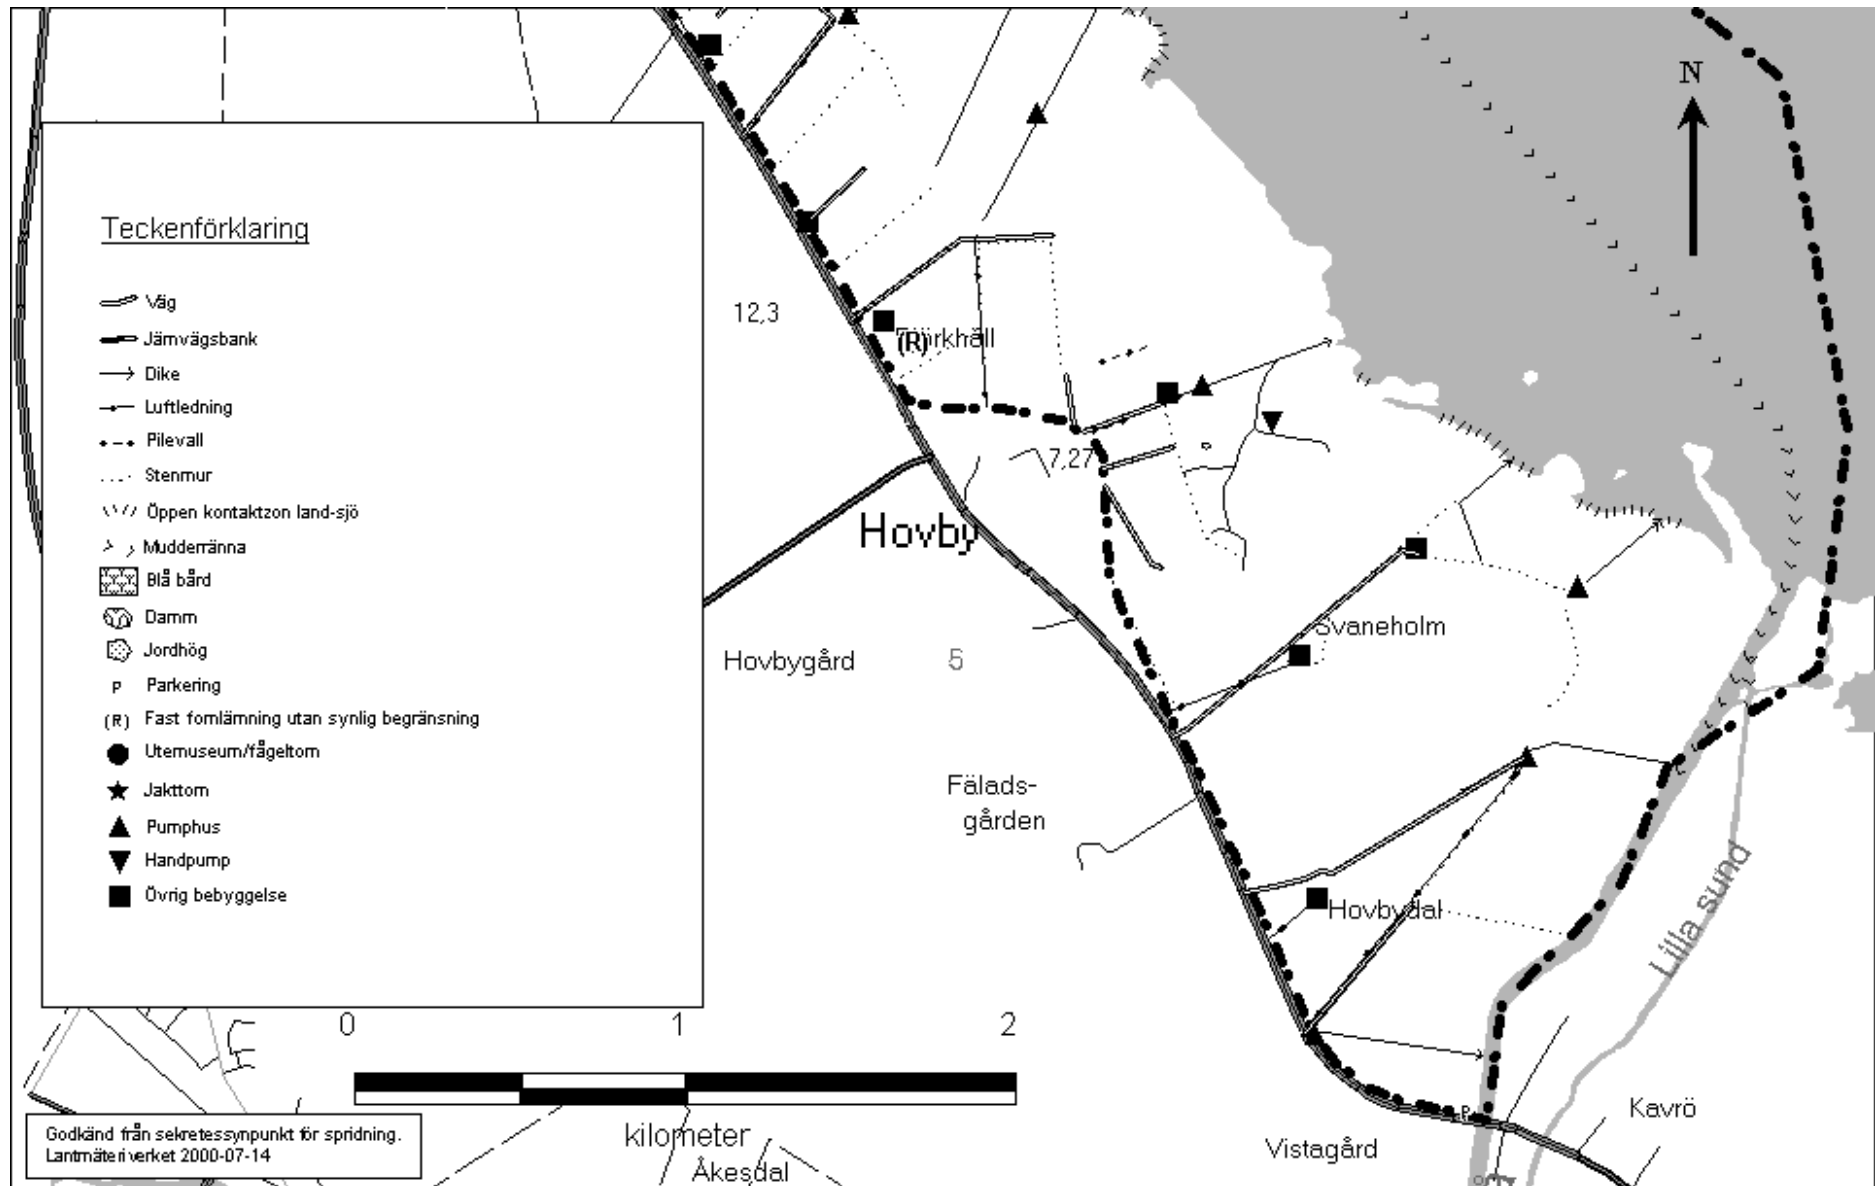 N
Teckenförklaring
Väg
Järnvägsbank
Dike
Luftledning
Pilevall
Stenmur
Öppen kontaktzon land-sjö
Mudderränna
Blå bård
Damm
Jordhög
P Parkering
(R) Fast fornlämning utan synlig begränsning
Utemuseum/fågeltorn
Jakttorn
Pumphus
Handpump
Övrig bebyggelse
12,3
(R)
7,27
Hovby
Hovbygård
5
Svaneholm
Fälads-
gården
Hovbydal
Lilla sund
P
Kavrö
Vistagård
0 1 2
kilometer
Åkesdal
Godkänd från sekretessynpunkt för spridning.
Lantmäteriverket 2000-07-14